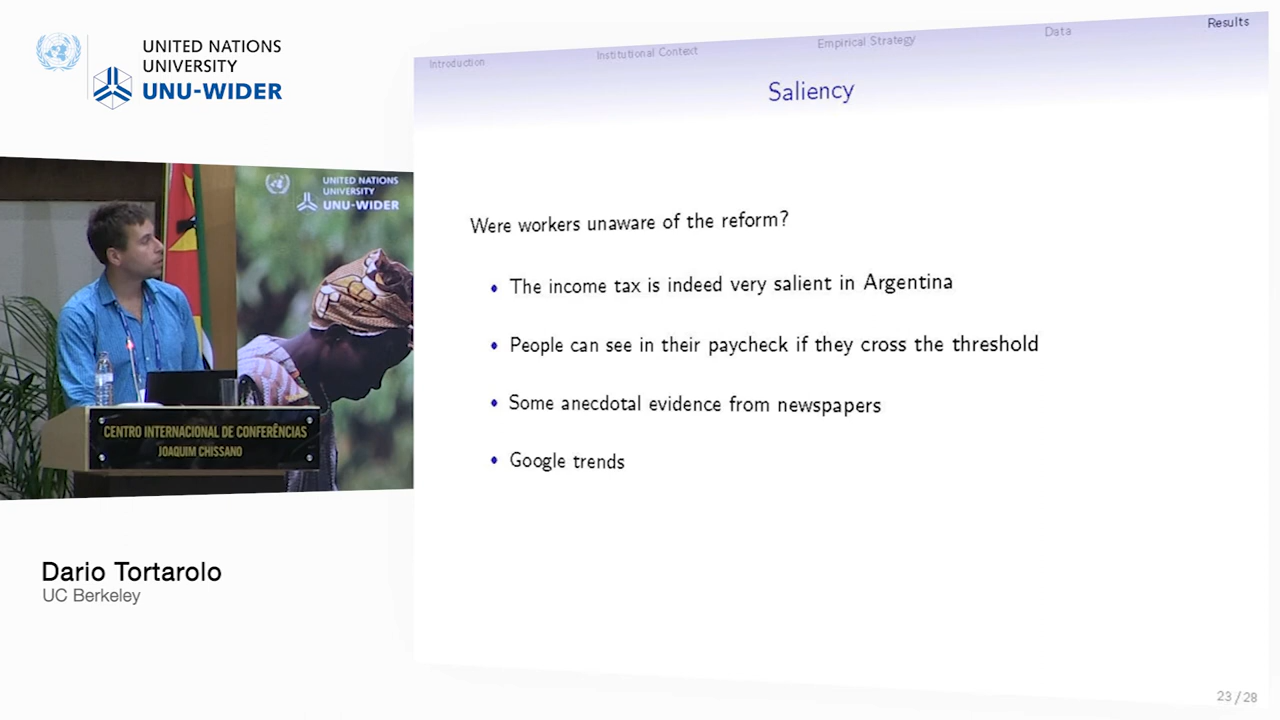 UNITED NATIONS
UNIVERSITY
UNU-WIDER
Introduction
Institutional Context
Empirical Strategy
Data
Results
Saliency
Were workers unaware of the reform?
• The income tax is indeed very salient in Argentina
• People can see in their paycheck if they cross the threshold
• Some anecdotal evidence from newspapers
• Google trends
23/28
UNITED NATIONS
UNIVERSITY
UNU-WIDER
CENTRO INTERNACIONAL DE CONFERÊNCIAS
JOAQUIM CHISSANO
Dario Tortarolo
UC Berkeley